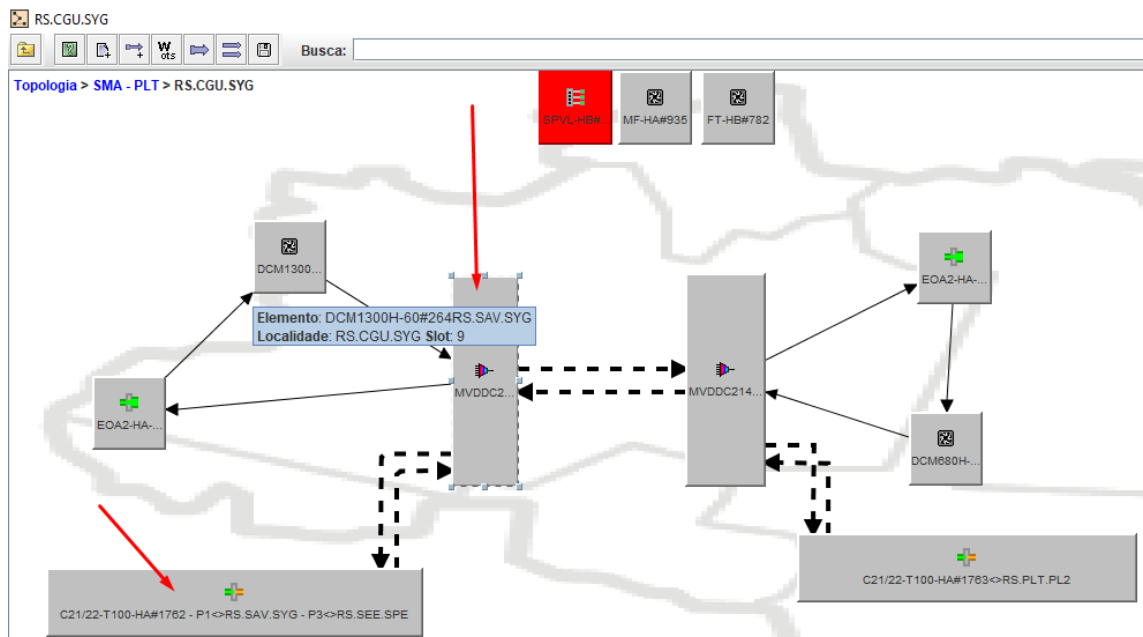 RS.CGU.SYG
W
ots
Busca:
Topologia > SMA - PLT > RS.CGU.SYG
SPVL-HB#...
MF-HA#935
FT-HB#782
DCM1300...
EOA2-HA-...
Elemento: DCM1300H-60#264RS.SAV.SYG
Localidade: RS.CGU.SYG Slot: 9
MVDDC2...
MVDDC214...
EOA2-HA-...
DCM680H-...
C21/22-T100-HA#1763<>RS.PLT.PL2
C21/22-T100-HA#1762 - P1<>RS.SAV.SYG - P3<>RS.SEE.SPE